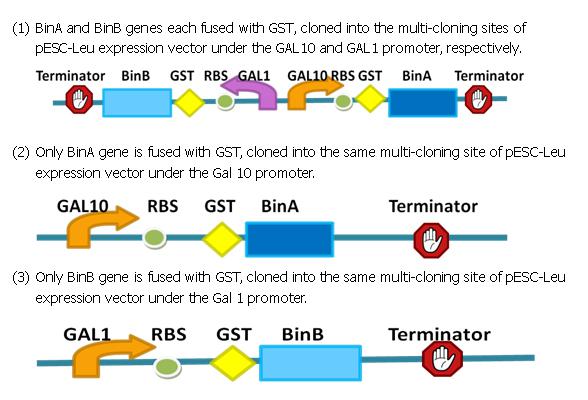 (1) BinA and BinB genes each fused with GST, cloned into the multi-cloning sites of
pESC-Leu expression vector under the GAL10 and GAL1 promoter, respectively.
Terminator BinB GST RBS GAL1 GAL10 RBS GST BinA Terminator
(2) Only BinA gene is fused with GST, cloned into the same multi-cloning site of pESC-Leu
expression vector under the Gal 10 promoter.
GAL10 RBS GST BinA Terminator
(3) Only BinB gene is fused with GST, cloned into the same multi-cloning site of pESC-Leu
expression vector under the Gal 1 promoter.
GAL1 RBS GST BinB Terminator